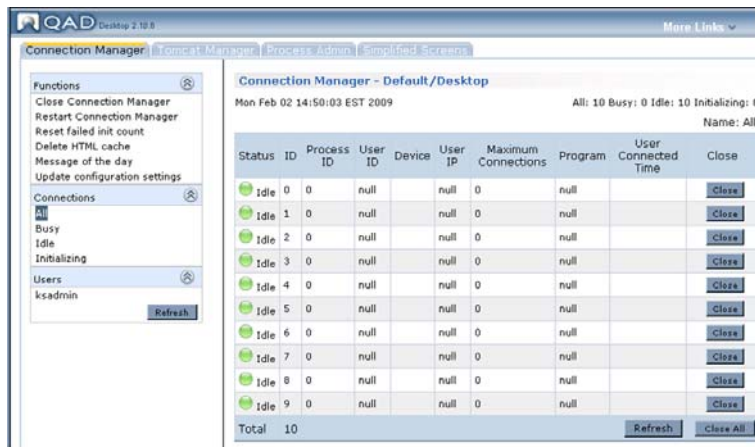 QAD Desktop 2.10.8
More Links
Connection Manager Tomcat Manager Process Admin Simplified Screens
Functions
Close Connection Manager
Restart Connection Manager
Reset failed init count
Delete HTML cache
Message of the day
Update configuration settings
Connections
All
Busy
Idle
Initializing
Users
ksadmin
Refresh
Connection Manager - Default/Desktop
Mon Feb 02 14:50:03 EST 2009 All: 10 Busy: 0 Idle: 10 Initializing:
Name: All
Status ID Process ID User ID Device User IP Maximum Connections Program User Connected Time Close
Idle 0 0 null null 0 null Close
Idle 1 0 null null 0 null Close
Idle 2 0 null null 0 null Close
Idle 3 0 null null 0 null Close
Idle 4 0 null null 0 null Close
Idle 5 0 null null 0 null Close
Idle 6 0 null null 0 null Close
Idle 7 0 null null 0 null Close
Idle 8 0 null null 0 null Close
Idle 9 0 null null 0 null Close
Total 10 Refresh Close All